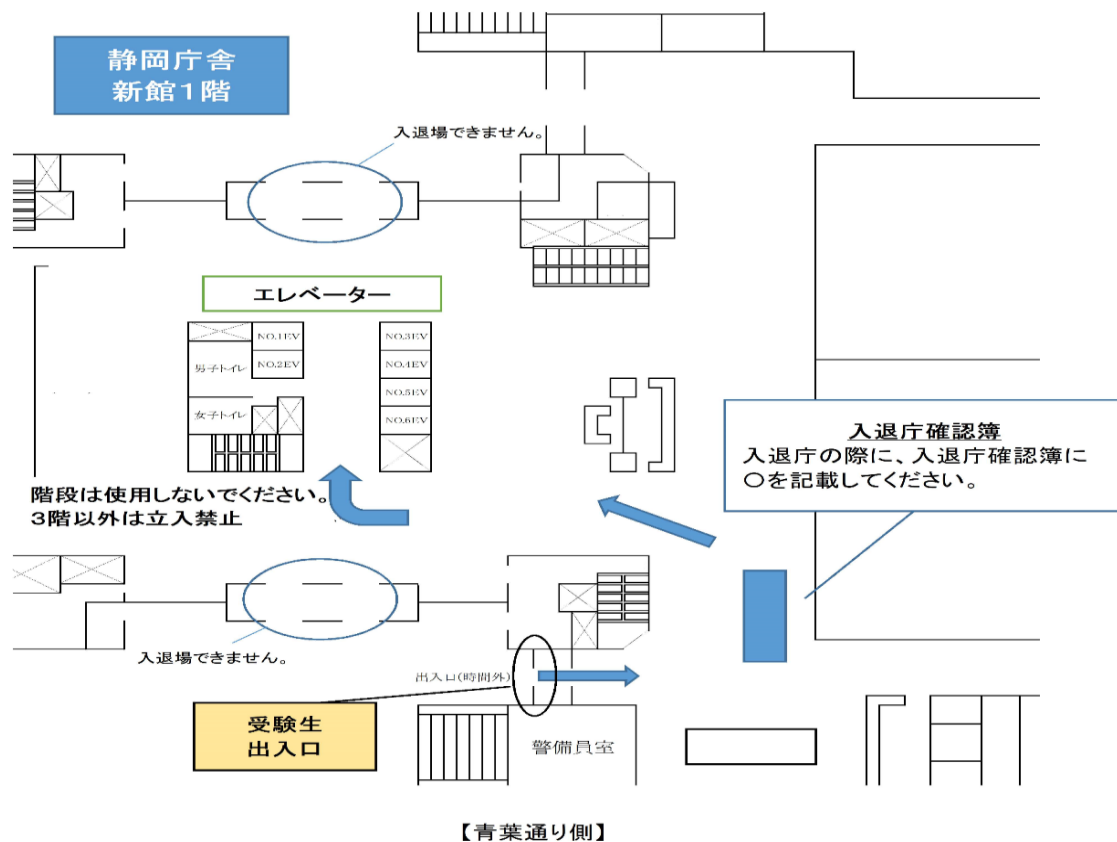 静岡庁舎
新館1階
入退場できません。
エレベーター
NO.1EV
NO.2EV
男子トイレ
女子トイレ
NO.3EV
NO.4EV
NO.5EV
NO.6EV
入退庁確認簿
入退庁の際に、入退庁確認簿に
〇を記載してください。
階段は使用しないでください。
3階以外は立入禁止
入退場できません。
出入口(時間外)
受験生
出入口
警備員室
【青葉通り側】